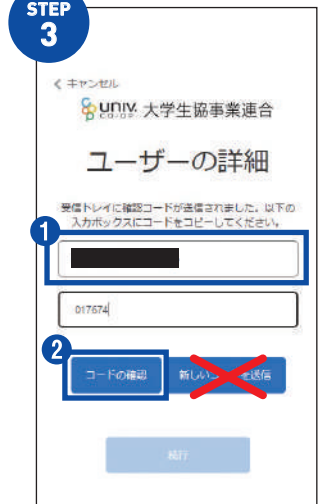 STEP
3
< キャンセル
univ. 大学生協事業連合
CO-OP
ユーザーの詳細
受信トレイに確認コードが送信されました。以下の
入力ボックスにコードをコピーしてください。
1
017674
2
コードの確認
新しい を送信
続行